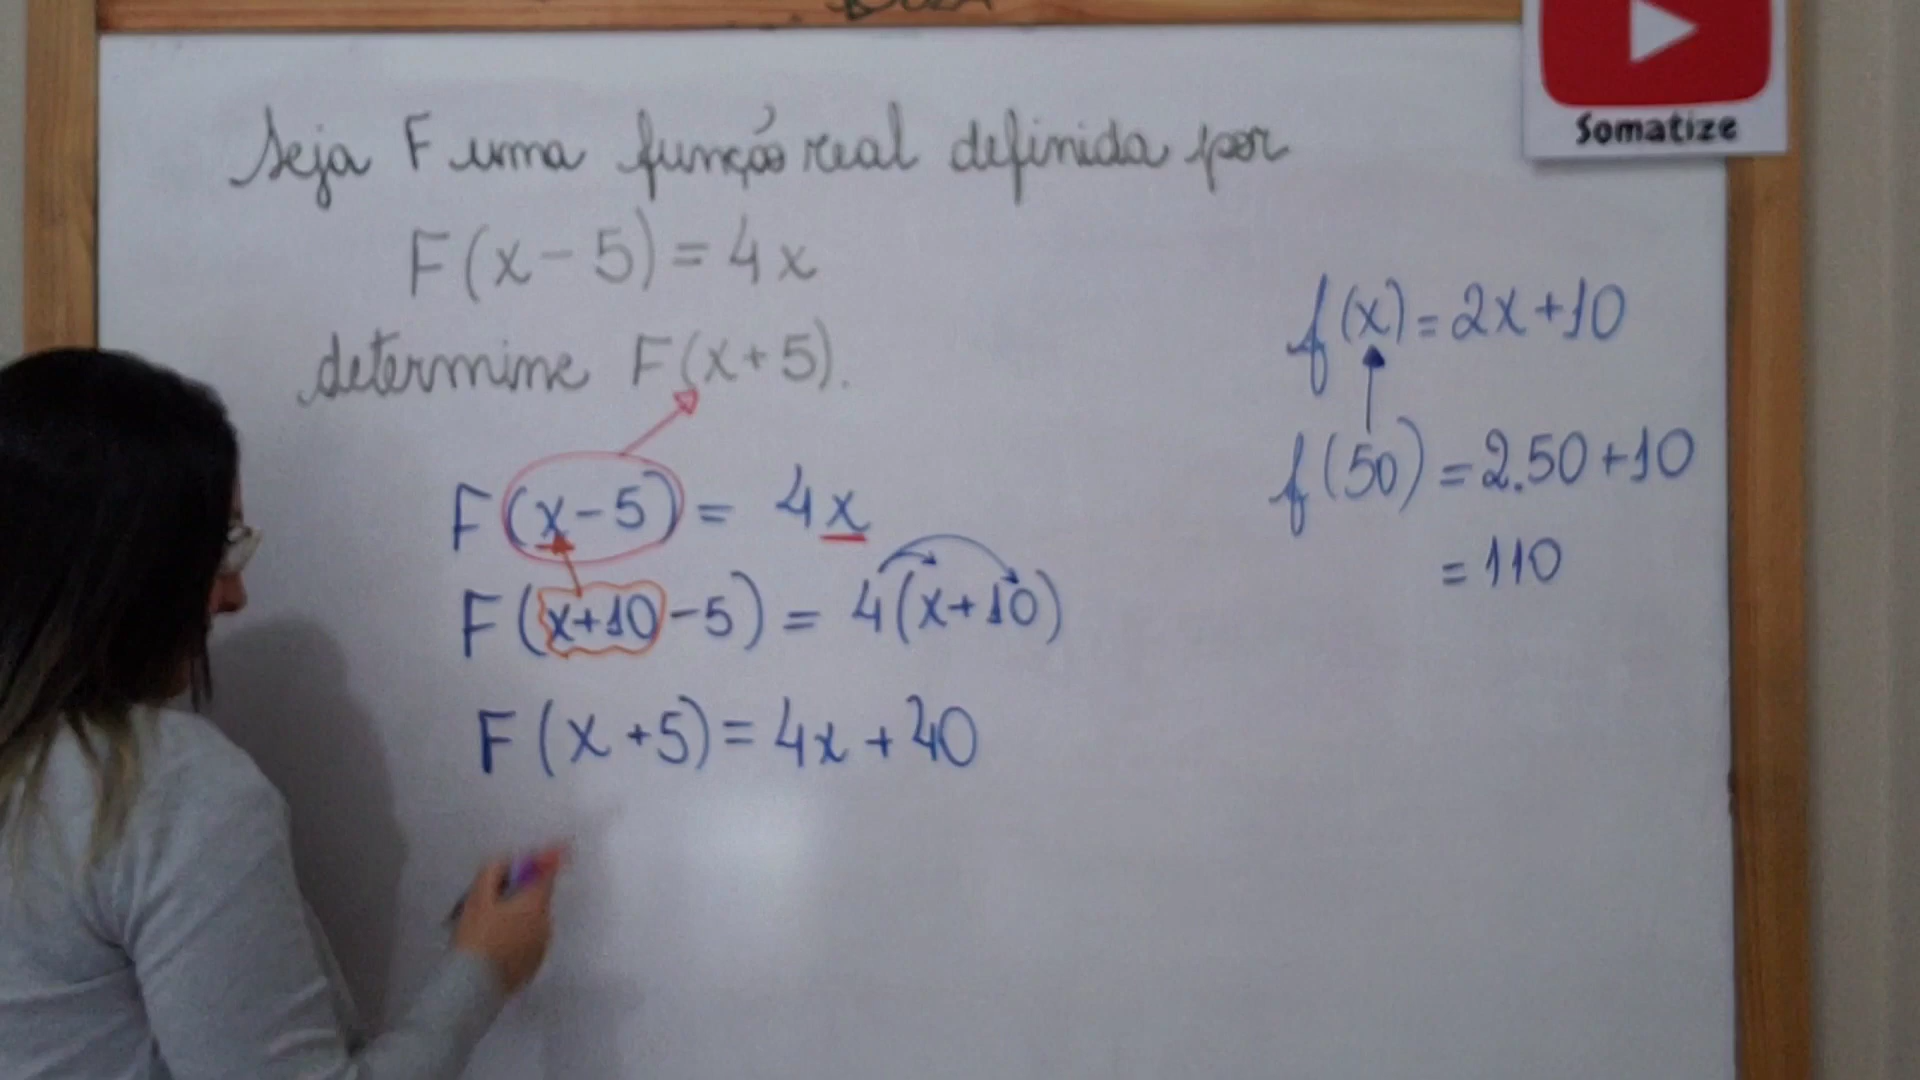 Seja F uma função real definida por
F(x-5)=4x
determine F(x+5).
F(x-5) = 4x
F(x+10-5) = 4(x+10)
F(x+5)=4x+40
Somatize
f(x)=2x+10
f(50)=2.50+10
=110